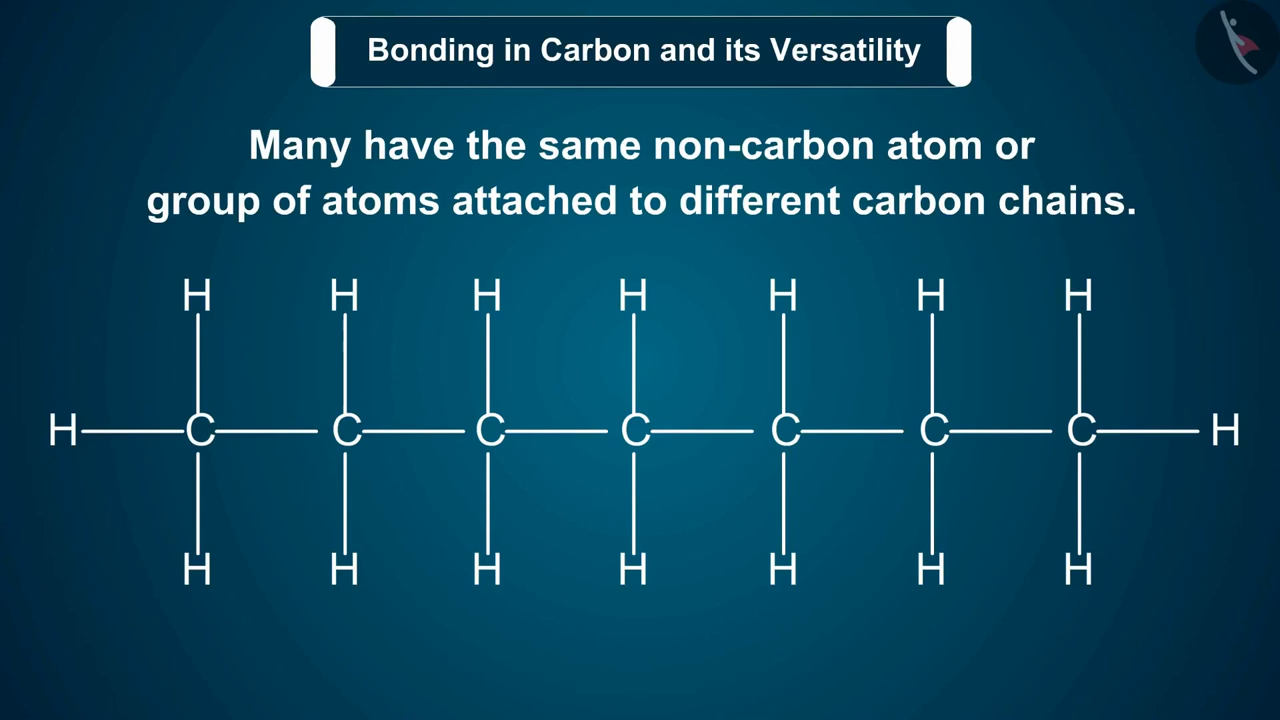 Bonding in Carbon and its Versatility
Many have the same non-carbon atom or
group of atoms attached to different carbon chains.
H H H H H H H
H C C C C C C C H
H H H H H H H